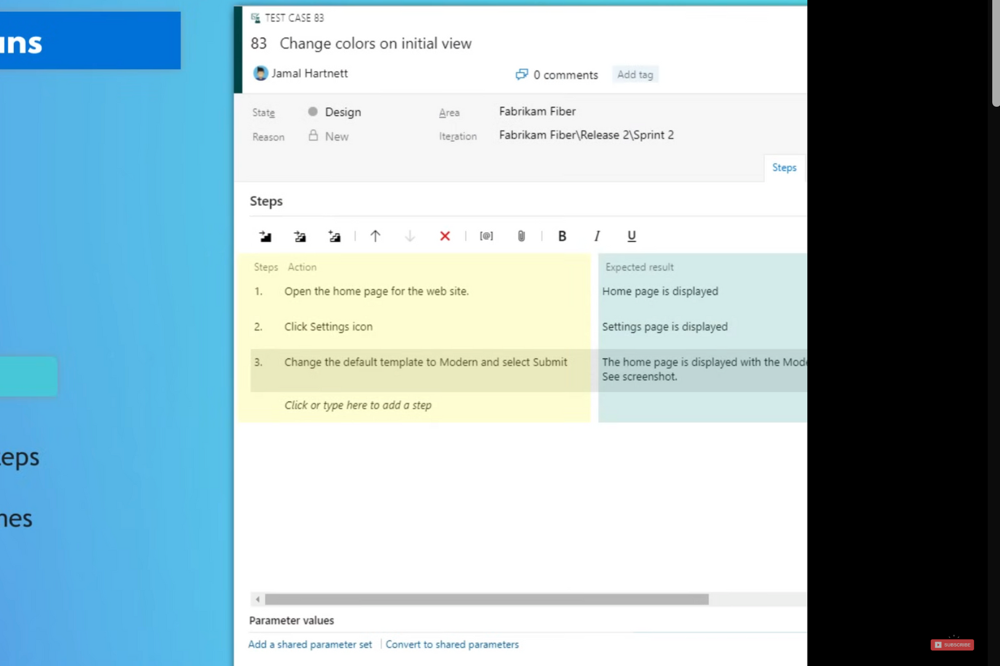 TEST CASE 83
83 Change colors on initial view
Jamal Hartnett
0 comments
Add tag
State
Design
Area
Fabrikam Fiber
Reason
New
Iteration
Fabrikam Fiber\Release 2\Sprint 2
Steps
Steps
[@]
B I U
Steps Action
Expected result
1. Open the home page for the web site.
Home page is displayed
2. Click Settings icon
Settings page is displayed
3. Change the default template to Modern and select Submit
The home page is displayed with the
See screenshot.
Click or type here to add a step
Parameter values
Add a shared parameter set | Convert to shared parameters
SUBSCRIBE